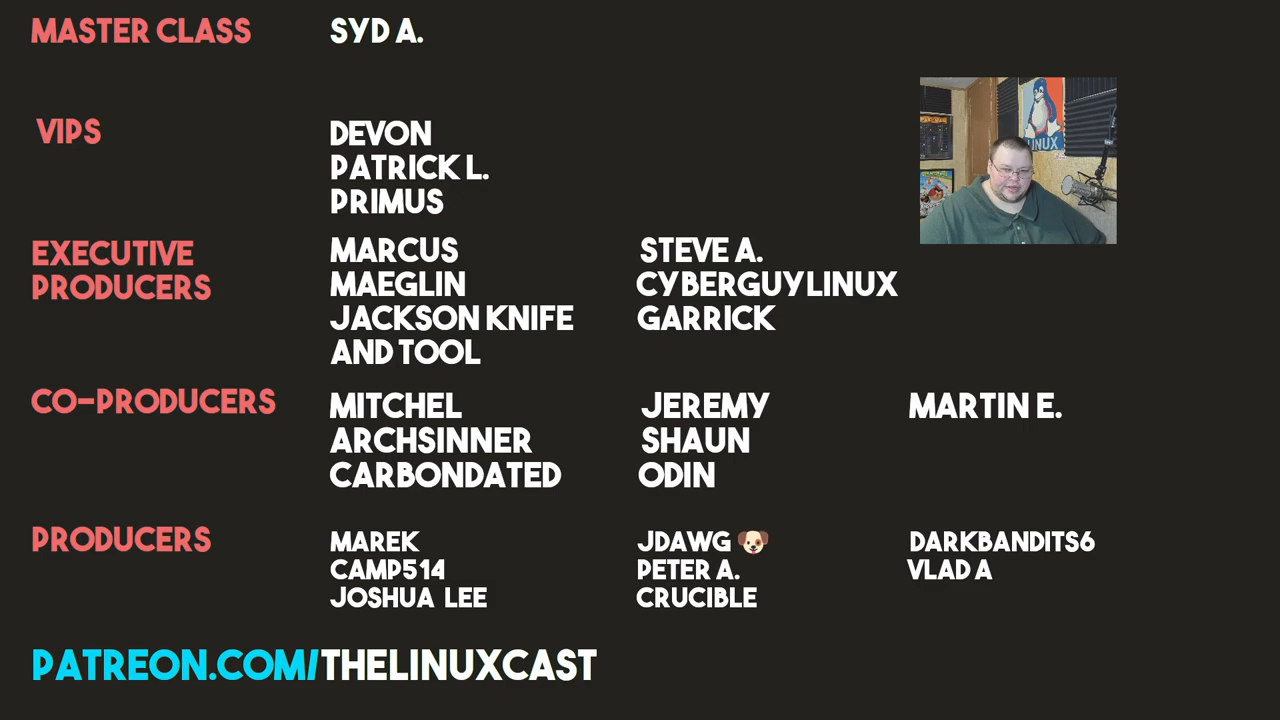 MASTER CLASS
SYD A.
VIPS
DEVON
PATRICK L.
PRIMUS
EXECUTIVE
PRODUCERS
MARCUS
MAEGLIN
JACKSON KNIFE
AND TOOL
STEVE A.
CYBERGUYLINUX
GARRICK
CO-PRODUCERS
MITCHEL
ARCHSINNER
CARBONDATED
JEREMY
SHAUN
ODIN
MARTIN E.
PRODUCERS
MAREK
CAMP514
JOSHUA LEE
JDAWG 🐶
PETER A.
CRUCIBLE
DARKBANDITS6
VLAD A
PATREON.COM/THELINUXCAST
LINUX